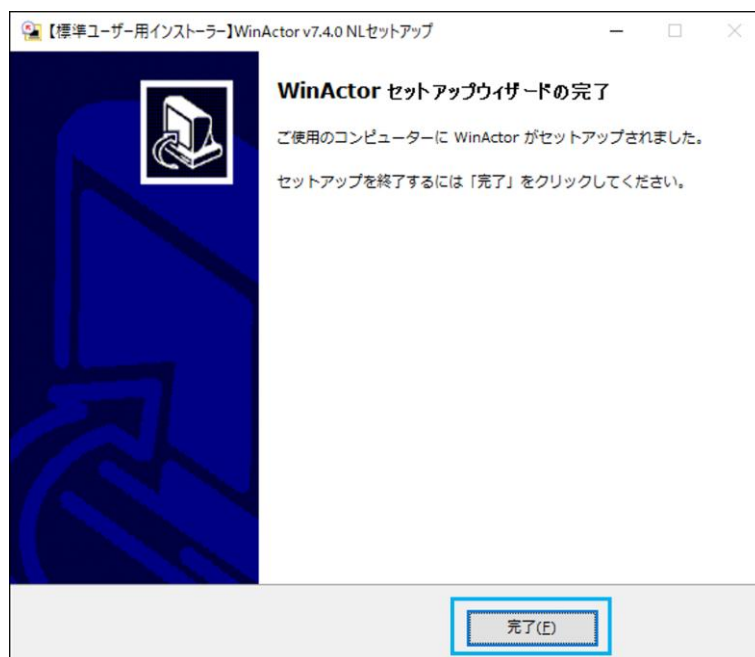 【標準ユーザー用インストーラー】WinActor v7.4.0 NLセットアップ
WinActor セットアップウィザードの完了
ご使用のコンピューターに WinActor がセットアップされました。
セットアップを終了するには「完了」をクリックしてください。
完了(F)